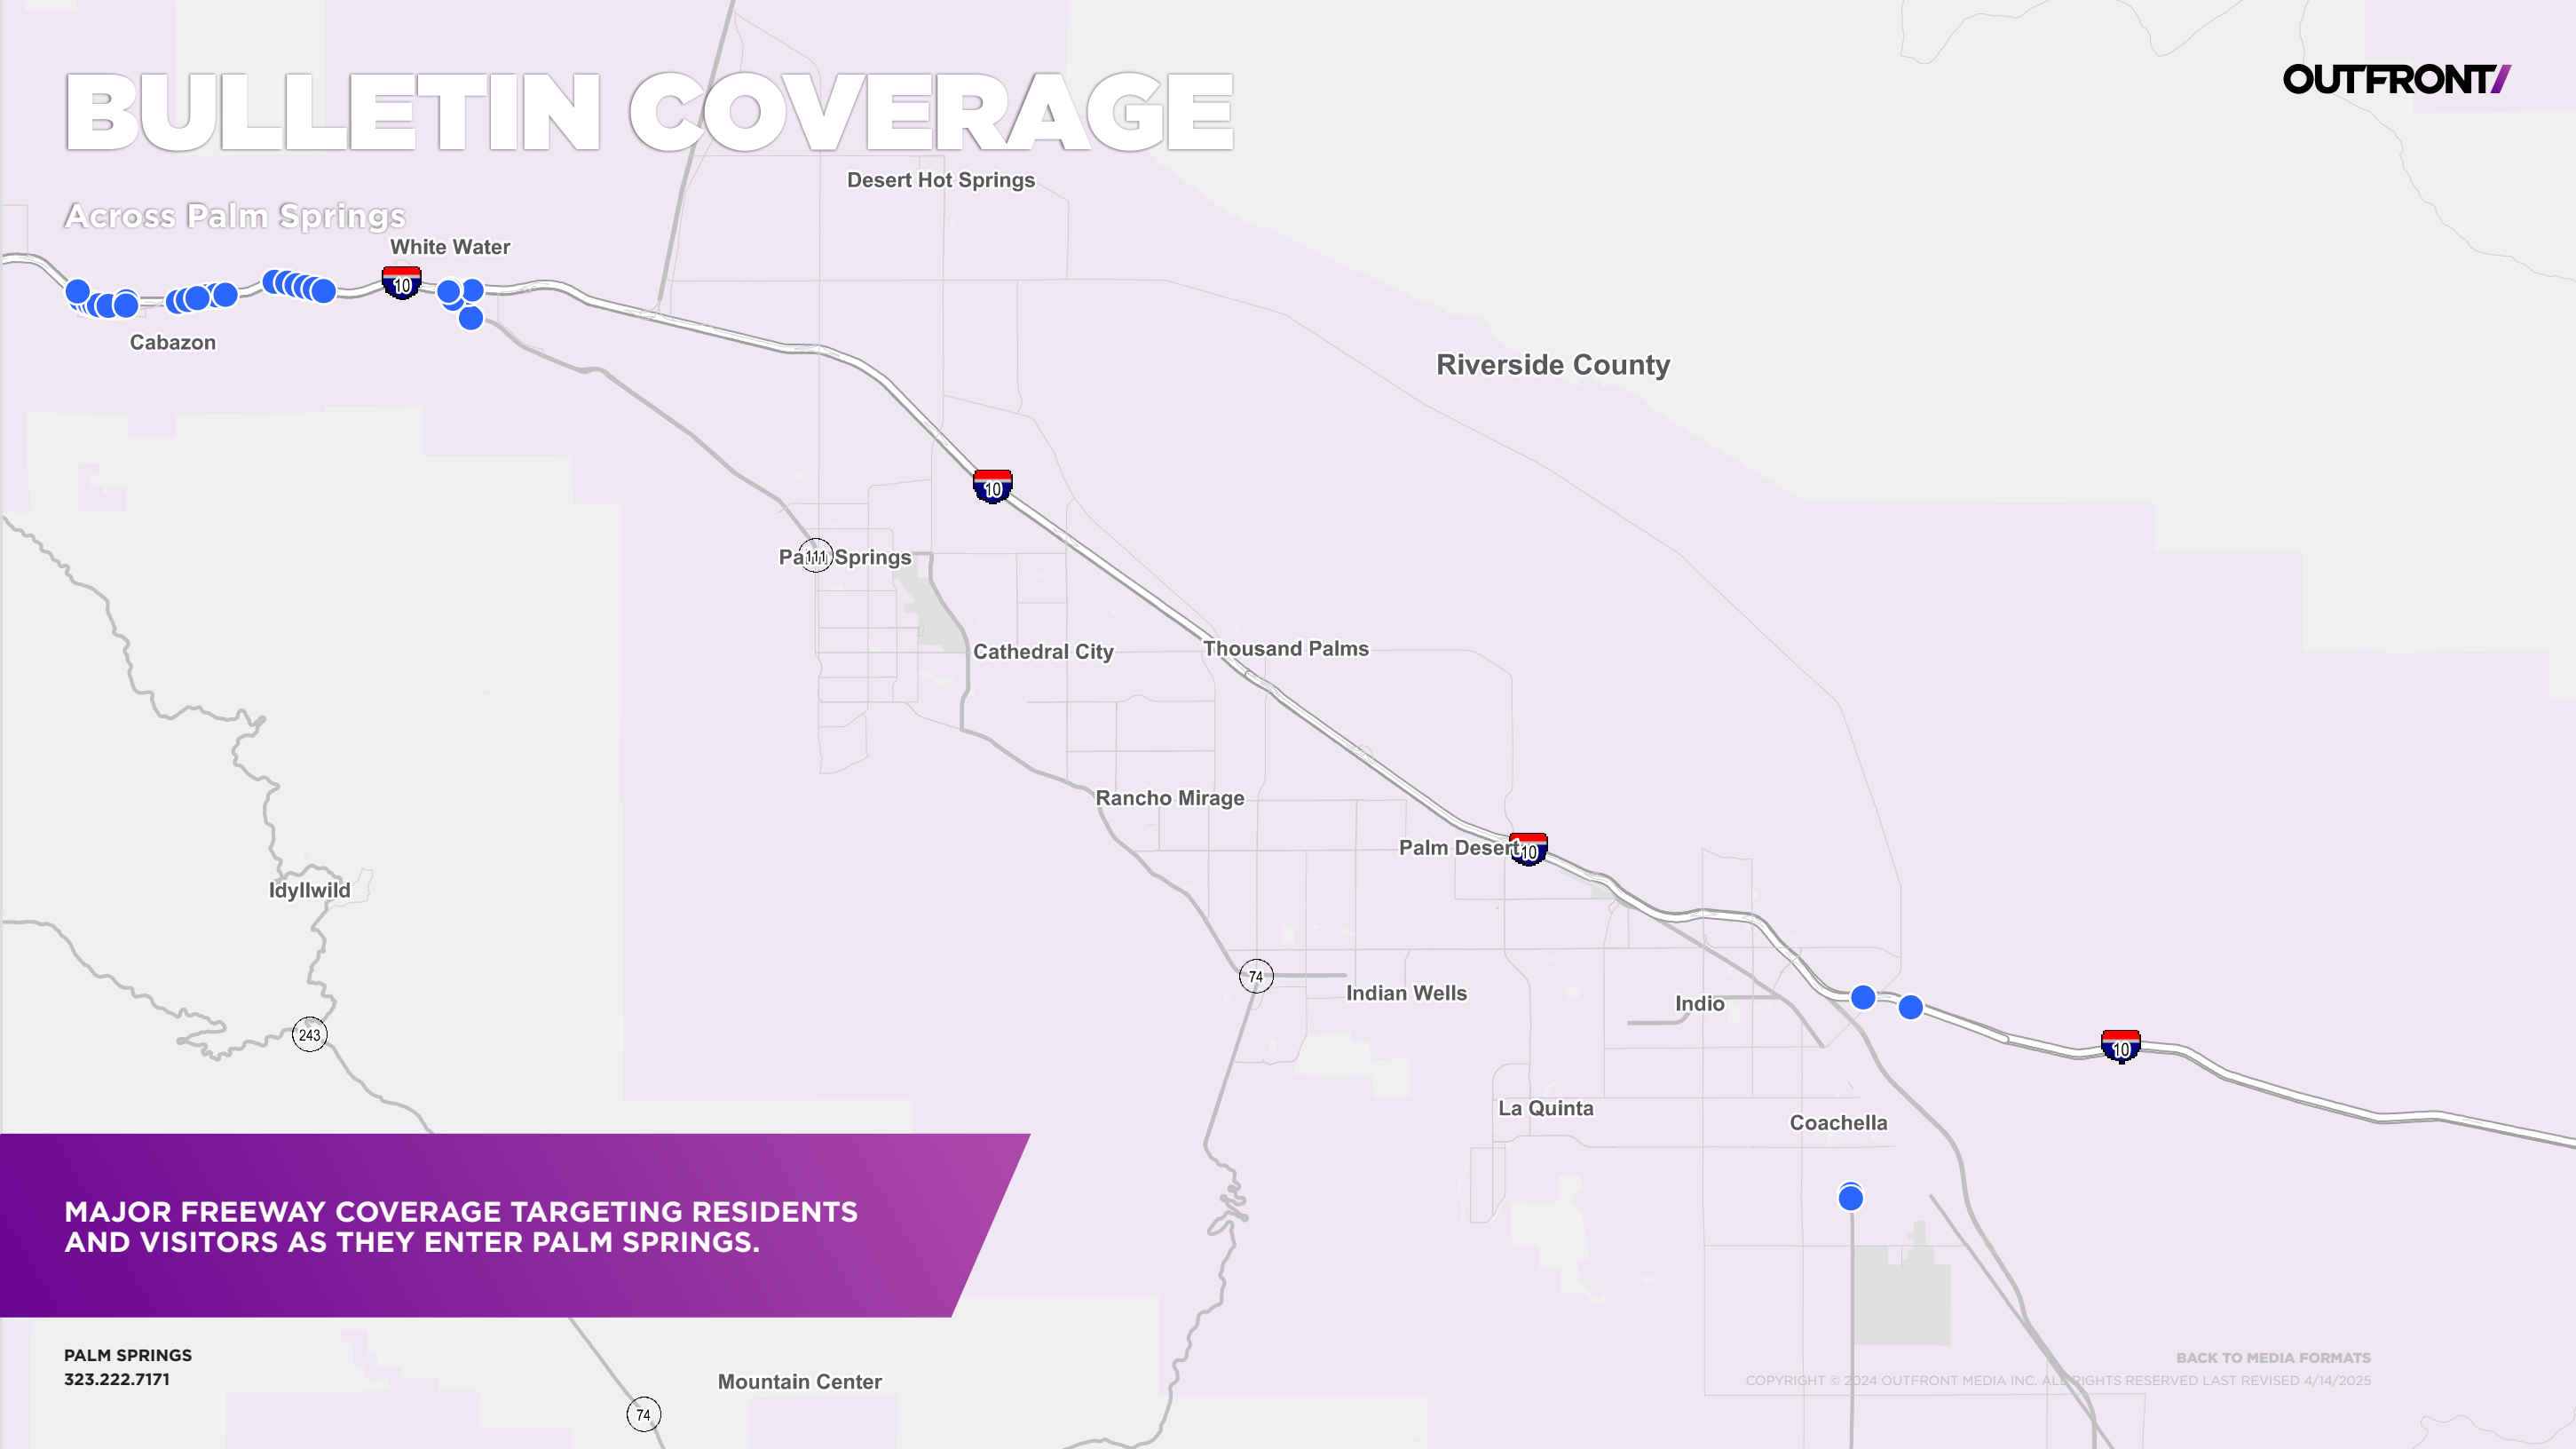 BULLETIN COVERAGE
OUTFRONT/
Across Palm Springs
Desert Hot Springs
White Water
10
Cabazon
Riverside County
10
Palm Springs
111
Cathedral City
Thousand Palms
Rancho Mirage
Palm Desert
10
Idyllwild
74
Indian Wells
Indio
243
10
La Quinta
Coachella
MAJOR FREEWAY COVERAGE TARGETING RESIDENTS
AND VISITORS AS THEY ENTER PALM SPRINGS.
PALM SPRINGS
323.222.7171
Mountain Center
74
BACK TO MEDIA FORMATS
COPYRIGHT © 2024 OUTFRONT MEDIA INC. ALL RIGHTS RESERVED LAST REVISED 4/14/2025